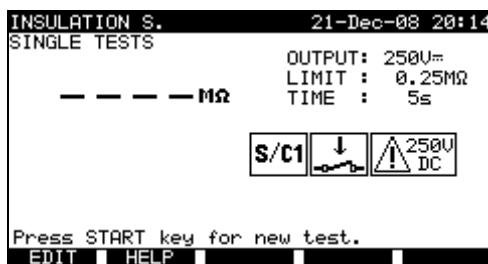 INSULATION S. 21-Dec-08 20:14
SINGLE TESTS
OUTPUT: 250V⎓
LIMIT : 0.25MΩ
– – – – MΩ TIME : 5s
S/C1 250V DC
Press START key for new test.
EDIT HELP